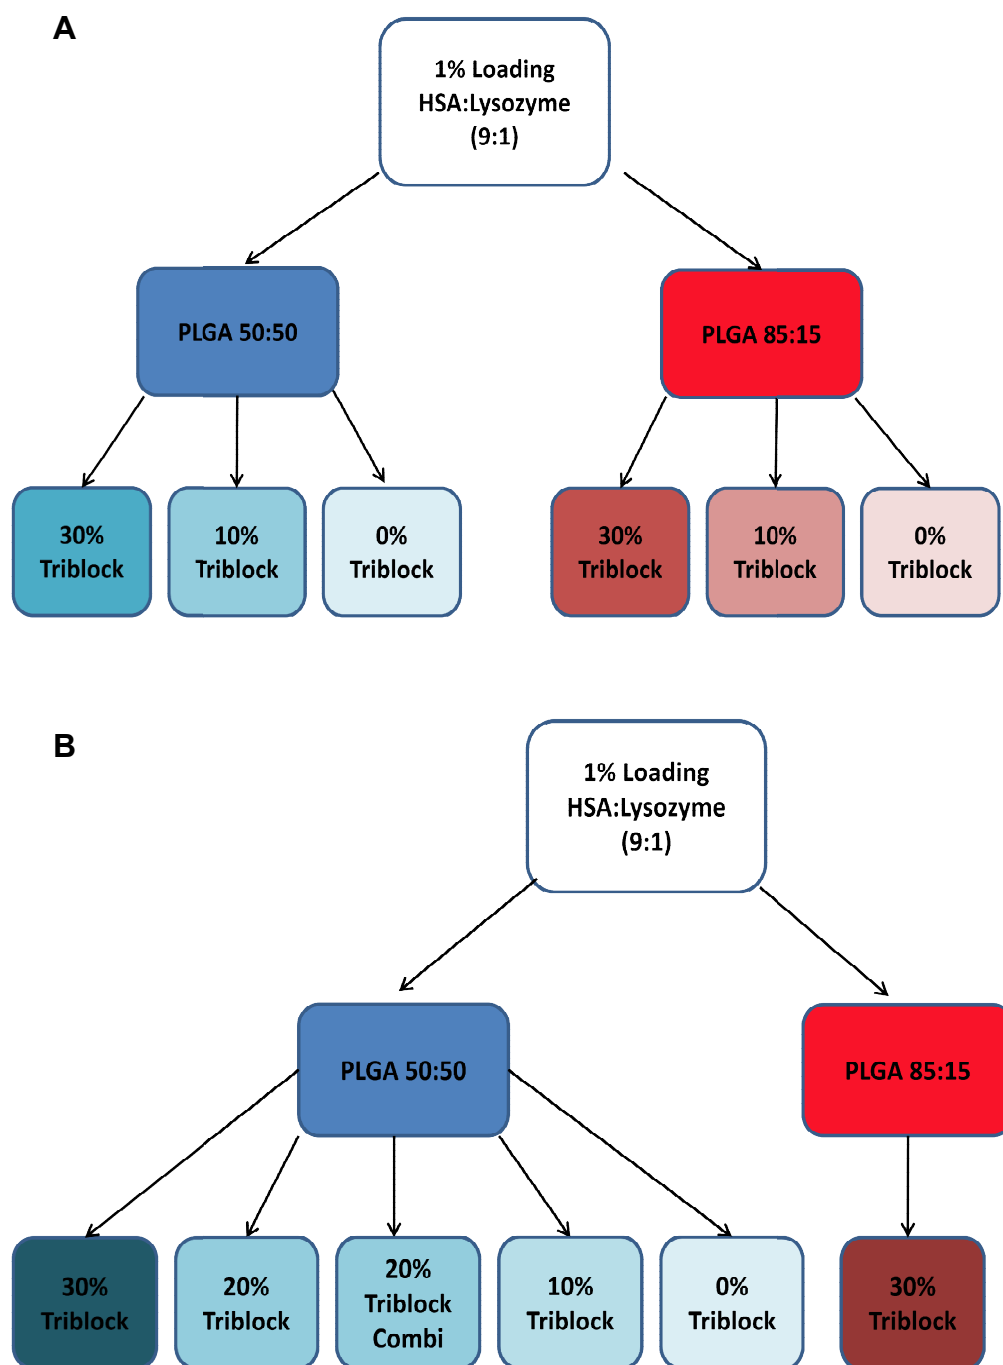 A
1% Loading
HSA:Lysozyme
(9:1)
PLGA 50:50
PLGA 85:15
30%
Triblock
10%
Triblock
0%
Triblock
30%
Triblock
10%
Triblock
0%
Triblock
B
1% Loading
HSA:Lysozyme
(9:1)
PLGA 50:50
PLGA 85:15
30%
Triblock
20%
Triblock
20%
Triblock
Combi
10%
Triblock
0%
Triblock
30%
Triblock